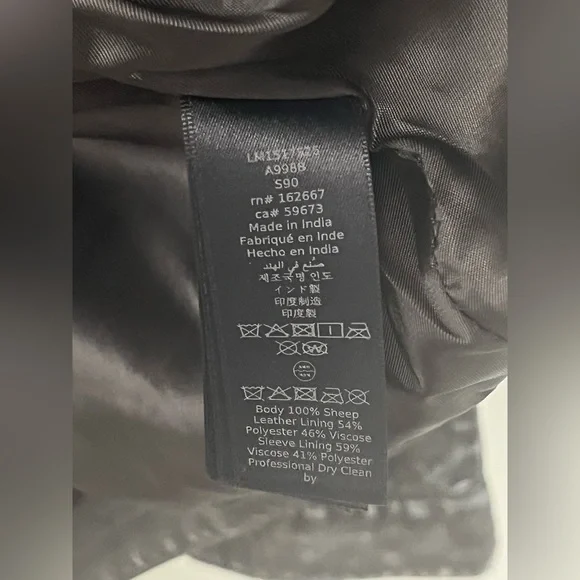 LM1517525
A998B
S90
rn# 162667
ca# 59673
Made in India
Fabriqué en Inde
Hecho en India
صنع في الهند
제조국명 인도
インド製
印度制造
印度製
Body 100% Sheep
Leather Lining 54%
Polyester 46% Viscose
Sleeve Lining 59%
Viscose 41% Polyester
Professional Dry Clean
by